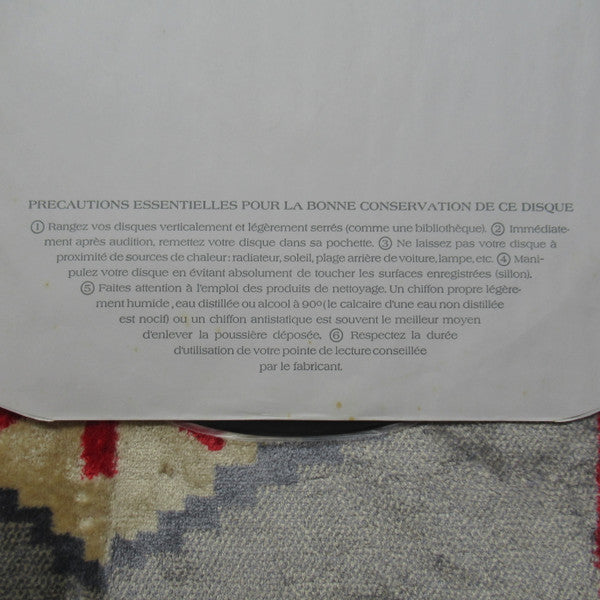 PRECAUTIONS ESSENTIELLES POUR LA BONNE CONSERVATION DE CE DISQUE
① Rangez vos disques verticalement et légèrement serrés (comme une bibliothèque). ② Immédiate-
ment après audition, remettez votre disque dans sa pochette. ③ Ne laissez pas votre disque à
proximité de sources de chaleur: radiateur, soleil, plage arrière de voiture, lampe, etc. ④ Mani-
pulez votre disque en évitant absolument de toucher les surfaces enregistrées (sillon).
⑤ Faites attention à l'emploi des produits de nettoyage. Un chiffon propre légère-
ment humide, eau distillée ou alcool à 90° (le calcaire d'une eau non distillée
est nocif) ou un chiffon antistatique est souvent le meilleur moyen
d'enlever la poussière déposée. ⑥ Respectez la durée
d'utilisation de votre pointe de lecture conseillée
par le fabricant.